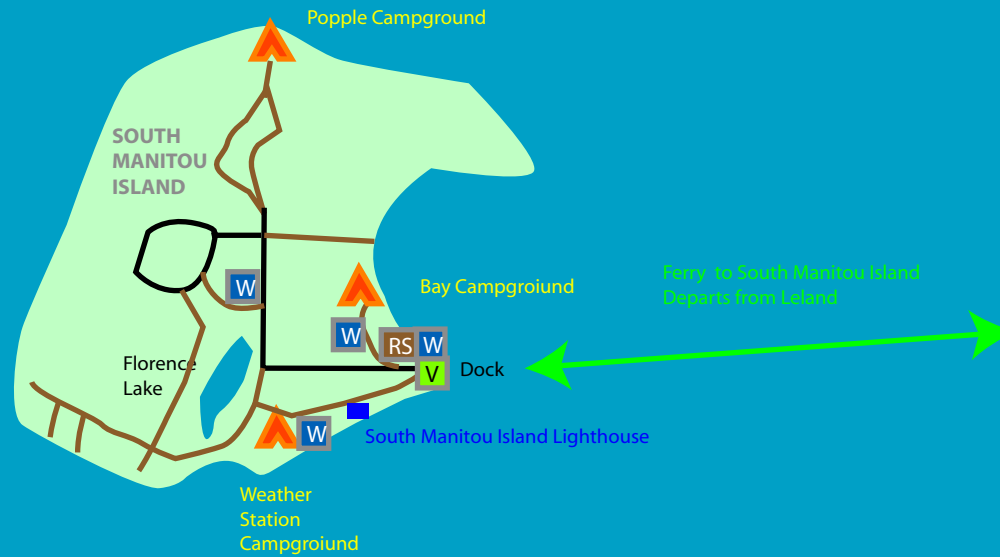 Popple Campground
SOUTH
MANITOU
ISLAND
W
Bay Campgroiund
Ferry  to South Manitou Island
Departs from Leland
W
RS
W
V
Dock
Florence
Lake
W
South Manitou Island Lighthouse
Weather
Station
Campgroiund